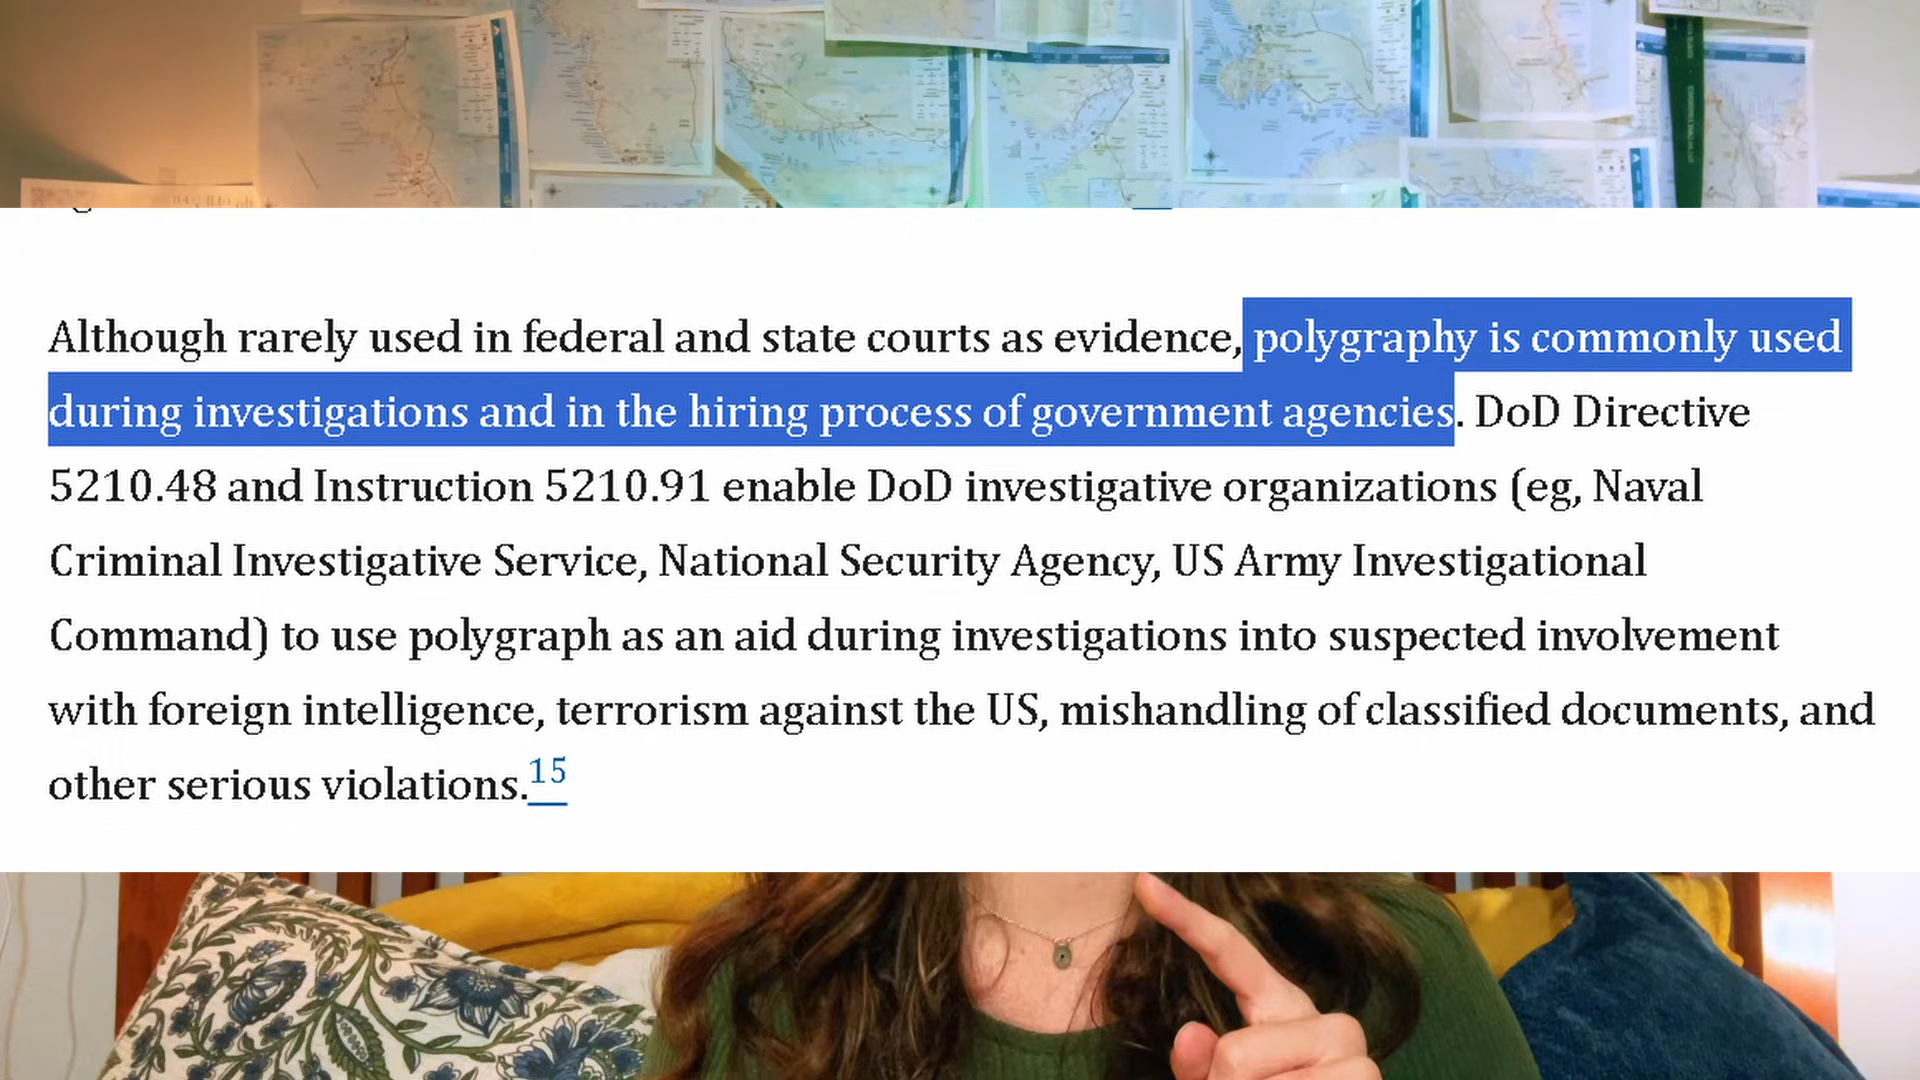 Although rarely used in federal and state courts as evidence, polygraphy is commonly used
during investigations and in the hiring process of government agencies. DoD Directive
5210.48 and Instruction 5210.91 enable DoD investigative organizations (eg, Naval
Criminal Investigative Service, National Security Agency, US Army Investigational
Command) to use polygraph as an aid during investigations into suspected involvement
with foreign intelligence, terrorism against the US, mishandling of classified documents, and
other serious violations.15